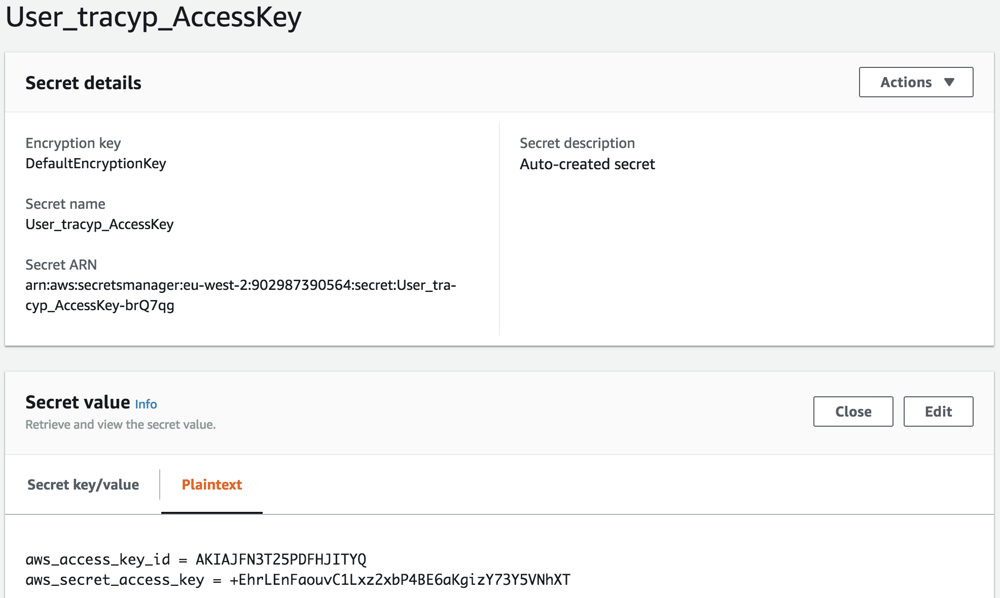 User_tracyp_AccessKey
Secret details
Actions
Encryption key
DefaultEncryptionKey
Secret name
User_tracyp_AccessKey
Secret ARN
arn:aws:secretsmanager:eu-west-2:902987390564:secret:User_tra-
cyp_AccessKey-brQ7qg
Secret description
Auto-created secret
Secret value Info
Retrieve and view the secret value.
Close
Edit
Secret key/value
Plaintext
aws_access_key_id = AKIAJFN3T25PDFHJITYQ
aws_secret_access_key = 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